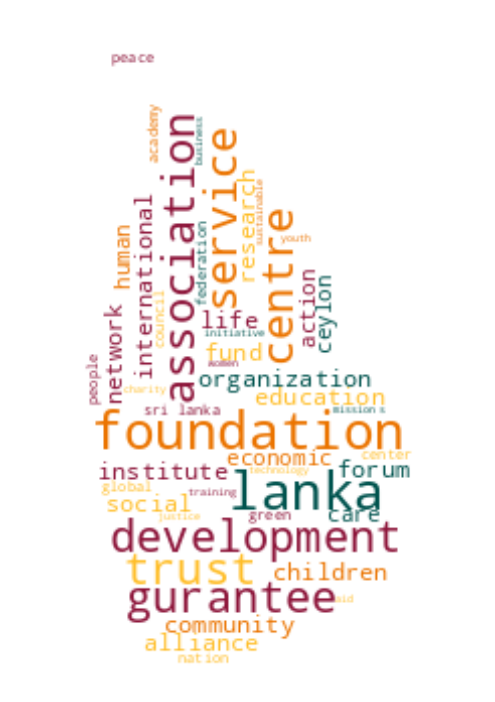 peace
academy
association
business
service
research
sustainable
human
international
council
federation
centre
youth
action
ceylon
network
life
initiative
fund
women
people
organization
charity
education
sri lanka
missions
foundation
economic
center
institute
technology
forum
global
training
lanka
social
justice
green
care
development
trust
children
gurantee
aid
community
alliance
nation